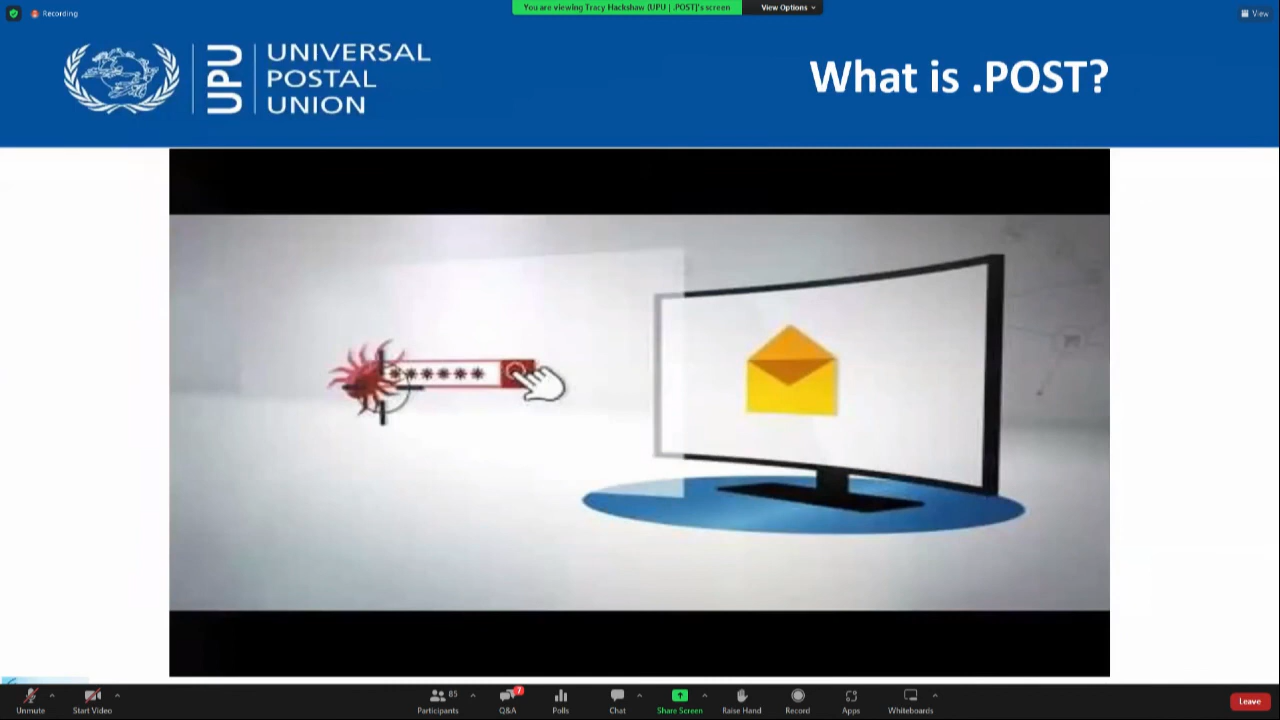 Recording
You are viewing Tracy Hackshaw (UPU | .POST)'s screen
View Options
View
UPU
UNIVERSAL
POSTAL
UNION
What is .POST?
******
Unmute
Start Video
85
Participants
7
Q&A
Polls
Chat
Share Screen
Raise Hand
Record
Apps
Whiteboards
Leave